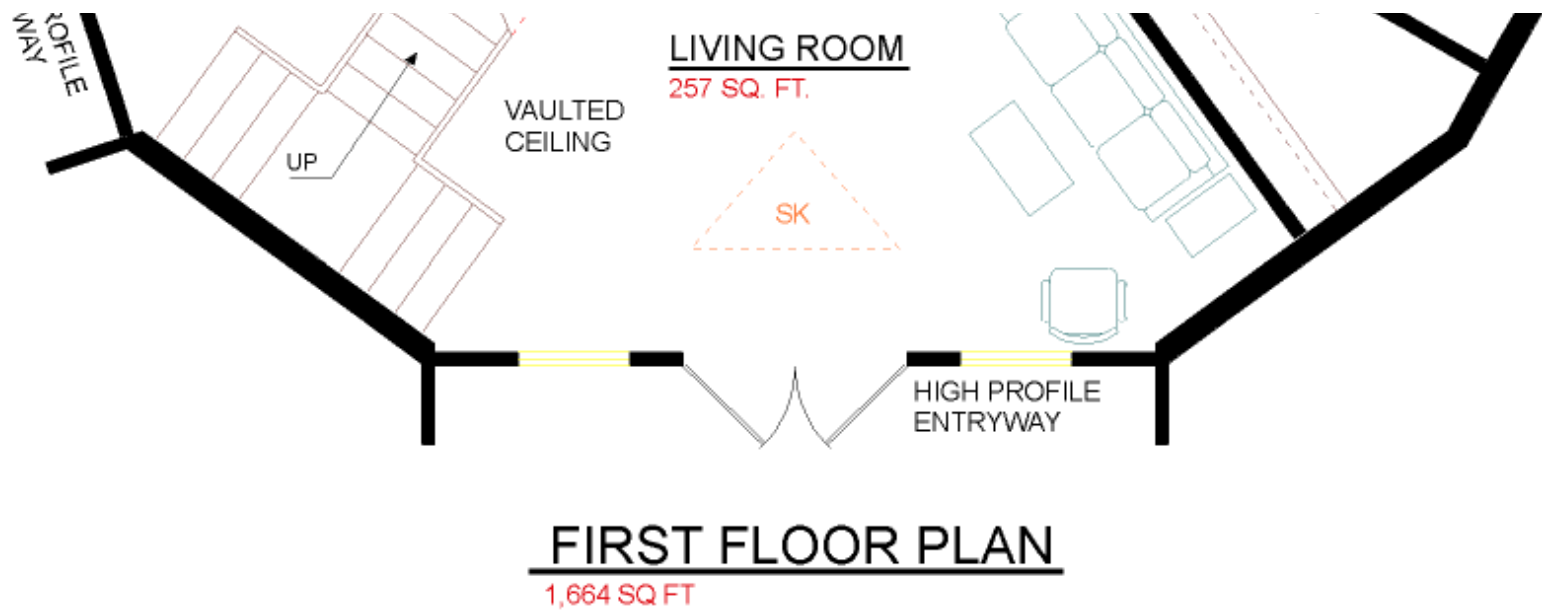 ROFILE
WAY
LIVING ROOM
257 SQ. FT.
VAULTED
CEILING
UP
SK
HIGH PROFILE
ENTRYWAY
FIRST FLOOR PLAN
1,664 SQ FT